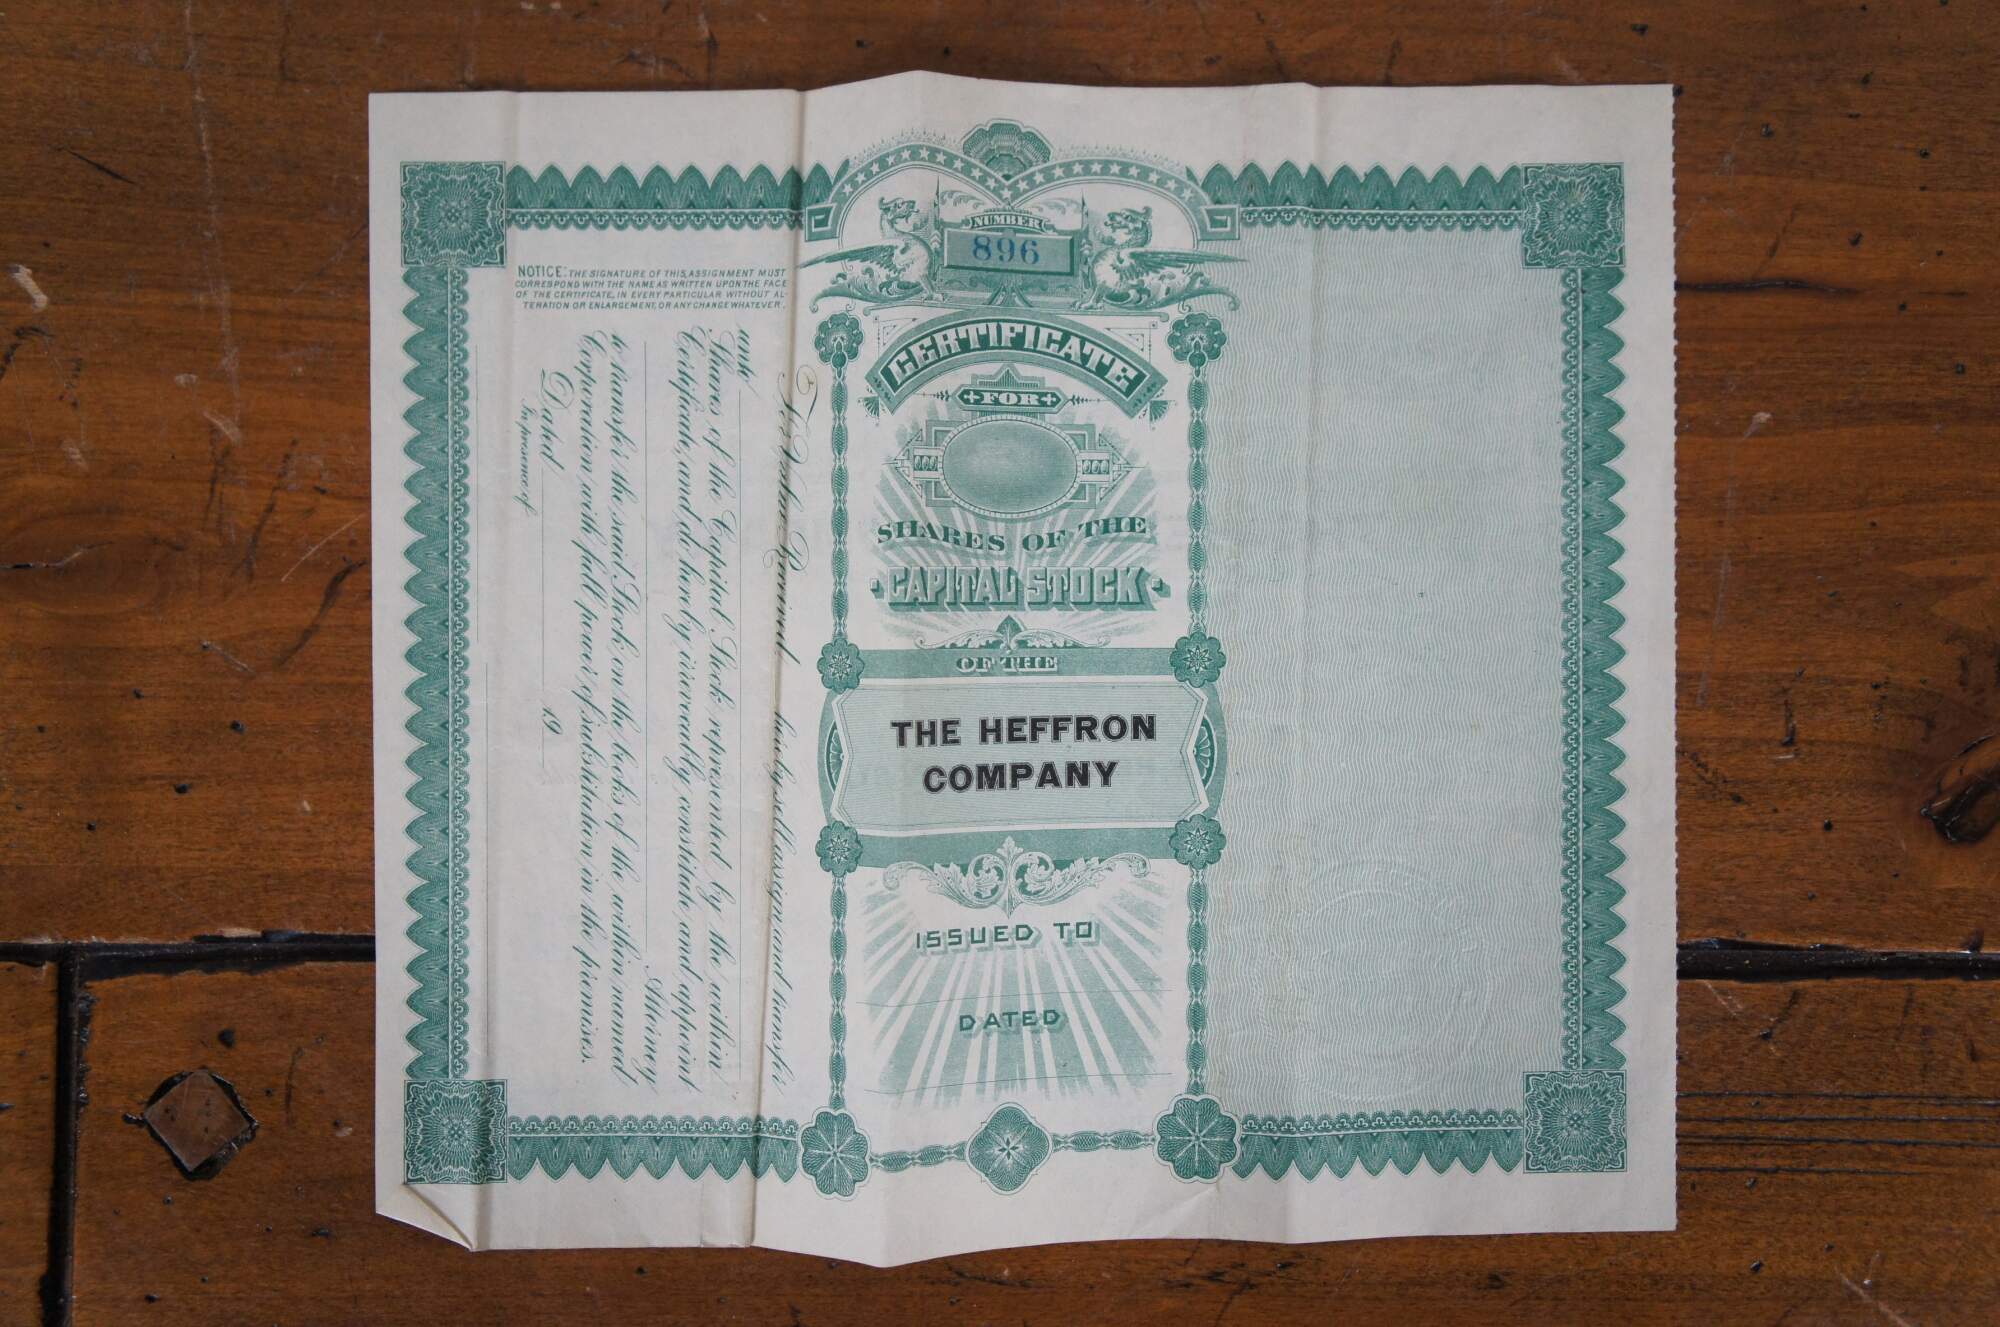 NUMBER
896
CERTIFICATE
FOR
SHARES OF THE
CAPITAL STOCK
OF THE
THE HEFFRON
COMPANY
ISSUED TO
DATED
NOTICE: THE SIGNATURE OF THIS ASSIGNMENT MUST
CORRESPOND WITH THE NAME AS WRITTEN UPON THE FACE
OF THE CERTIFICATE, IN EVERY PARTICULAR WITHOUT AL-
TERATION OR ENLARGEMENT, OR ANY CHANGE WHATEVER.
For Value Received, hereby sell, assign and transfer
unto
Shares of the Capital Stock represented by the within
Certificate, and do hereby irrevocably constitute and appoint
Attorney
to transfer the said Stock on the books of the within named
Corporation with full power of substitution in the premises.
Dated 19
In presence of